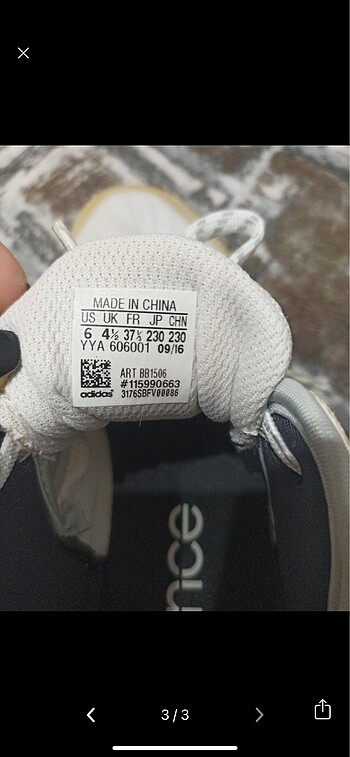 MADE IN CHINA
US UK FR JP CHN
6 4½ 37⅓ 230 230
YYA 606001 09/16
ART BB1506
#115990663
adidas® 3176SBFV00086
nce
3 / 3